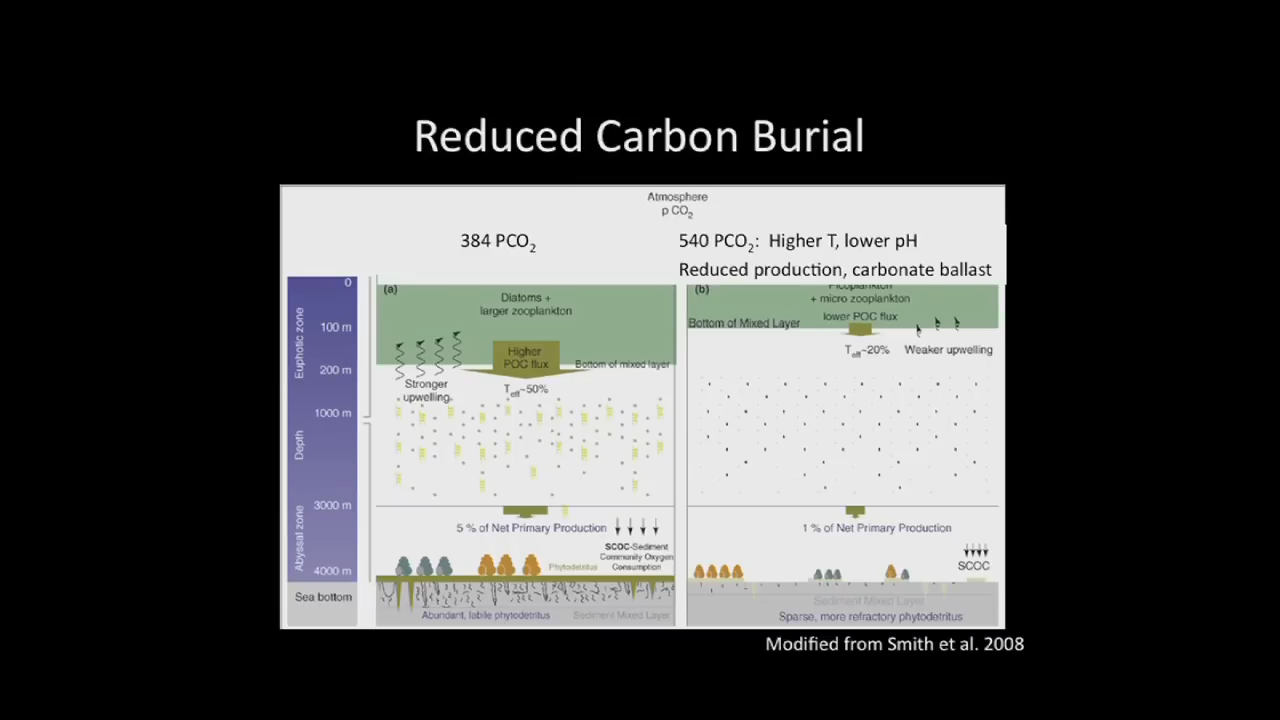 Reduced Carbon Burial
Atmosphere
p CO2
384 PCO2
540 PCO2: Higher T, lower pH
Reduced production, carbonate ballast
0
100 m
200 m
1000 m
3000 m
4000 m
Euphotic zone
Depth
Abyssal zone
Sea bottom
(a)
Diatoms +
larger zooplankton
Higher
POC flux
Bottom of mixed layer
Stronger
upwelling
Teff~50%
5 % of Net Primary Production
SCOC-Sediment
Community Oxygen
Consumption
Phytodetritus
Abundant, labile phytodetritus
Sediment Mixed Layer
(b)
Picoplankton
+ micro zooplankton
lower POC flux
Bottom of Mixed Layer
Teff~20%
Weaker upwelling
1 % of Net Primary Production
SCOC
Sediment Mixed Layer
Sparse, more refractory phytodetritus
Modified from Smith et al. 2008